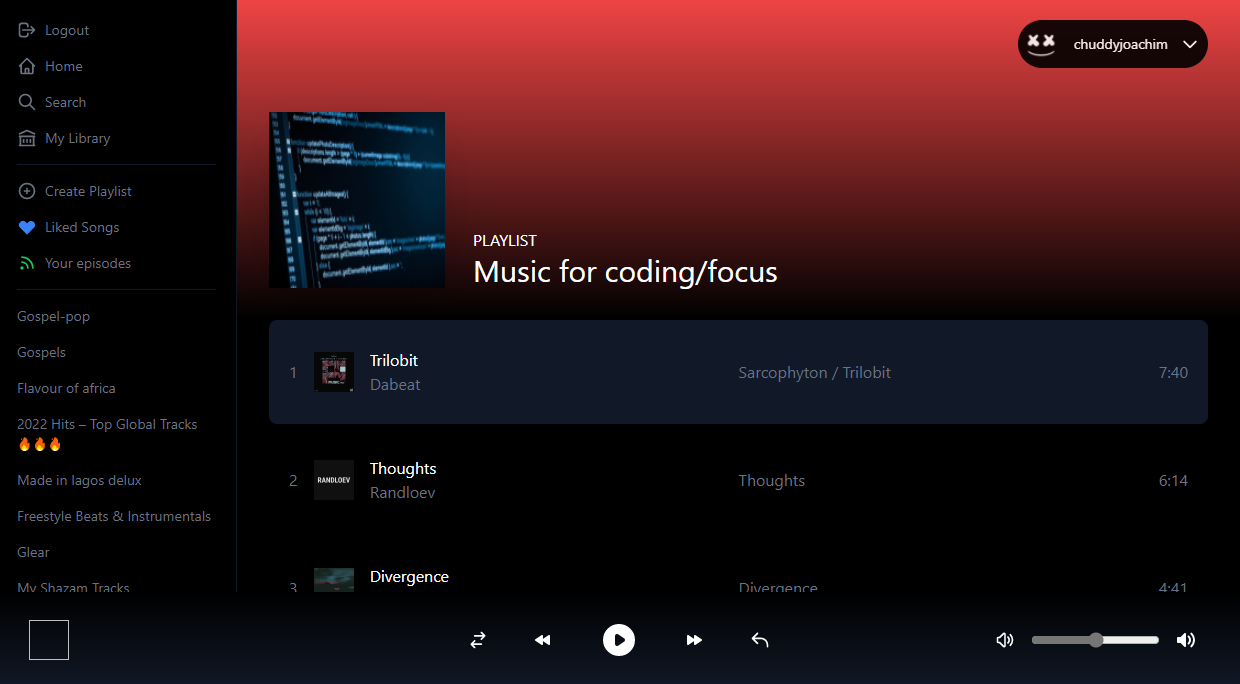 Logout
Home
Search
My Library
Create Playlist
Liked Songs
Your episodes
Gospel-pop
Gospels
Flavour of africa
2022 Hits – Top Global Tracks
🔥🔥🔥
Made in lagos delux
Freestyle Beats & Instrumentals
Glear
My Shazam Tracks
chuddyjoachim
PLAYLIST
Music for coding/focus
1 Trilobit Sarcophyton / Trilobit 7:40
Dabeat
2 Thoughts Thoughts 6:14
RANDLOEV
Randloev
3 Divergence Divergence 4:41